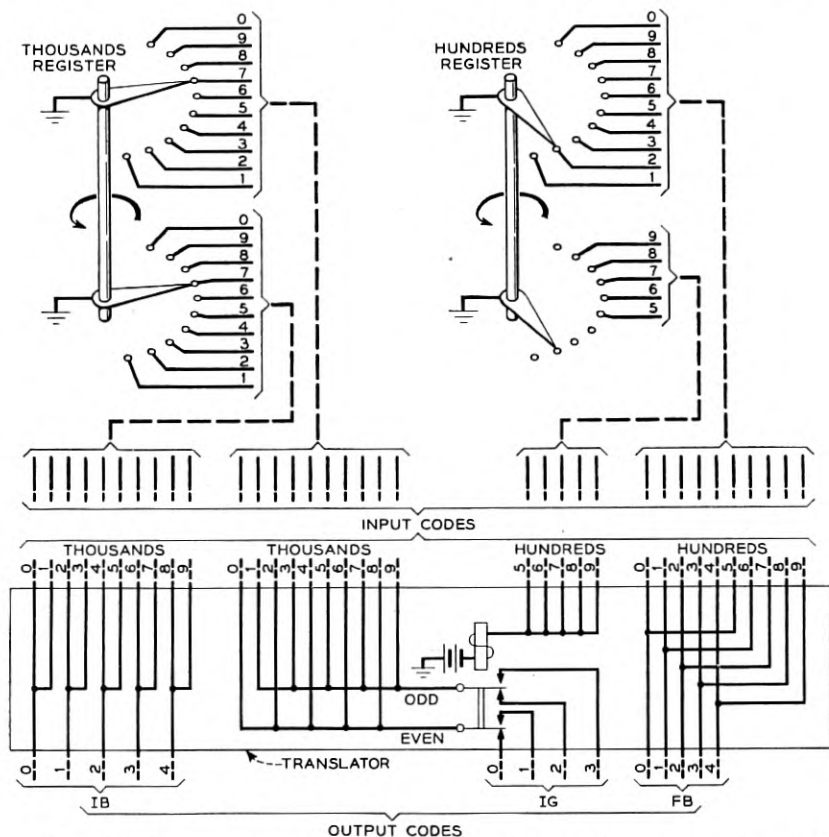 THOUSANDS
REGISTER
0
9
8
7
6
5
4
3
2
1
HUNDREDS
REGISTER
0
9
8
7
6
5
4
3
2
1
0
9
8
7
6
5
4
3
2
1
9
8
7
6
5
INPUT CODES
THOUSANDS
THOUSANDS
HUNDREDS
HUNDREDS
0 1 2 3 4 5 6 7 8 9
0 1 2 3 4 5 6 7 8 9
5 6 7 8 9
0 1 2 3 4 5 6 7 8 9
ODD
EVEN
TRANSLATOR
0 1 2 3 4
0 1 2 3
0 1 2 3 4
IB
IG
FB
OUTPUT CODES